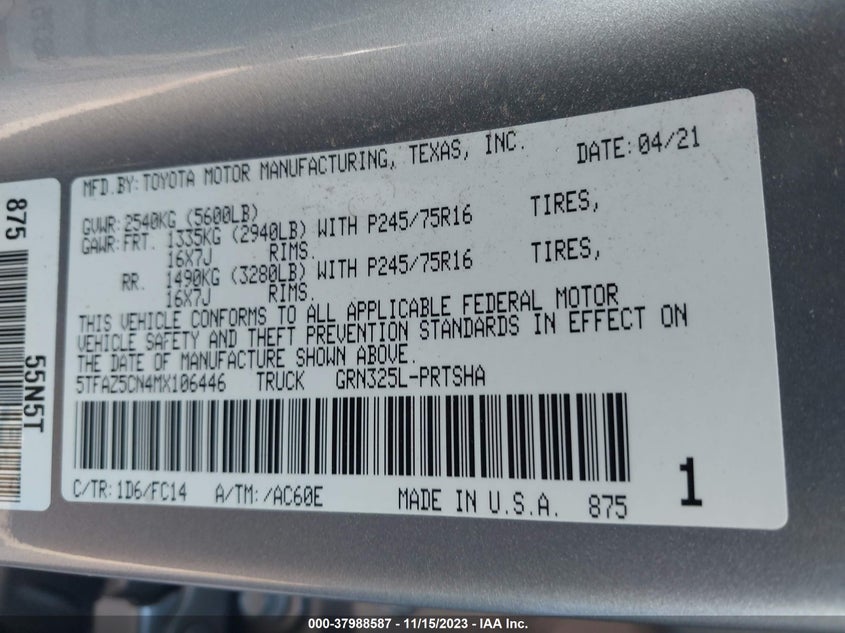 MFD.BY: TOYOTA MOTOR MANUFACTURING, TEXAS, INC. DATE: 04/21
GVWR: 2540KG (5600LB)
GAWR: FRT. 1335KG (2940LB) WITH P245/75R16 TIRES,
16X7J RIMS.
RR. 1490KG (3280LB) WITH P245/75R16 TIRES,
16X7J RIMS.
THIS VEHICLE CONFORMS TO ALL APPLICABLE FEDERAL MOTOR
VEHICLE SAFETY AND THEFT PREVENTION STANDARDS IN EFFECT ON
THE DATE OF MANUFACTURE SHOWN ABOVE.
5TFAZ5CN4MX106446 TRUCK GRN325L-PRTSHA
C/TR: 1D6/FC14 A/TM: /AC60E MADE IN U.S.A. 875
1
875
55N5T
000-37988587 - 11/15/2023 - IAA Inc.